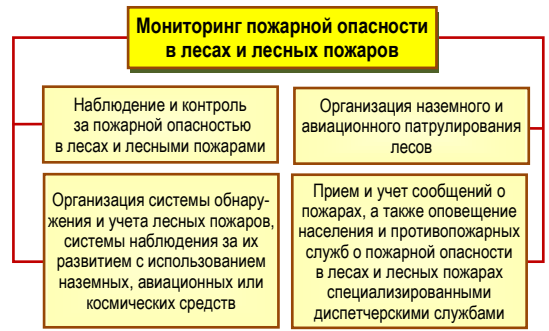 Мониторинг пожарной опасности
в лесах и лесных пожаров
Наблюдение и контроль
за пожарной опасностью
в лесах и лесными пожарами
Организация наземного и
авиационного патрулирования
лесов
Организация системы обнару-
жения и учета лесных пожаров,
системы наблюдения за их
развитием с использованием
наземных, авиационных или
космических средств
Прием и учет сообщений о
пожарах, а также оповещение
населения и противопожарных
служб о пожарной опасности
в лесах и лесных пожарах
специализированными
диспетчерскими службами